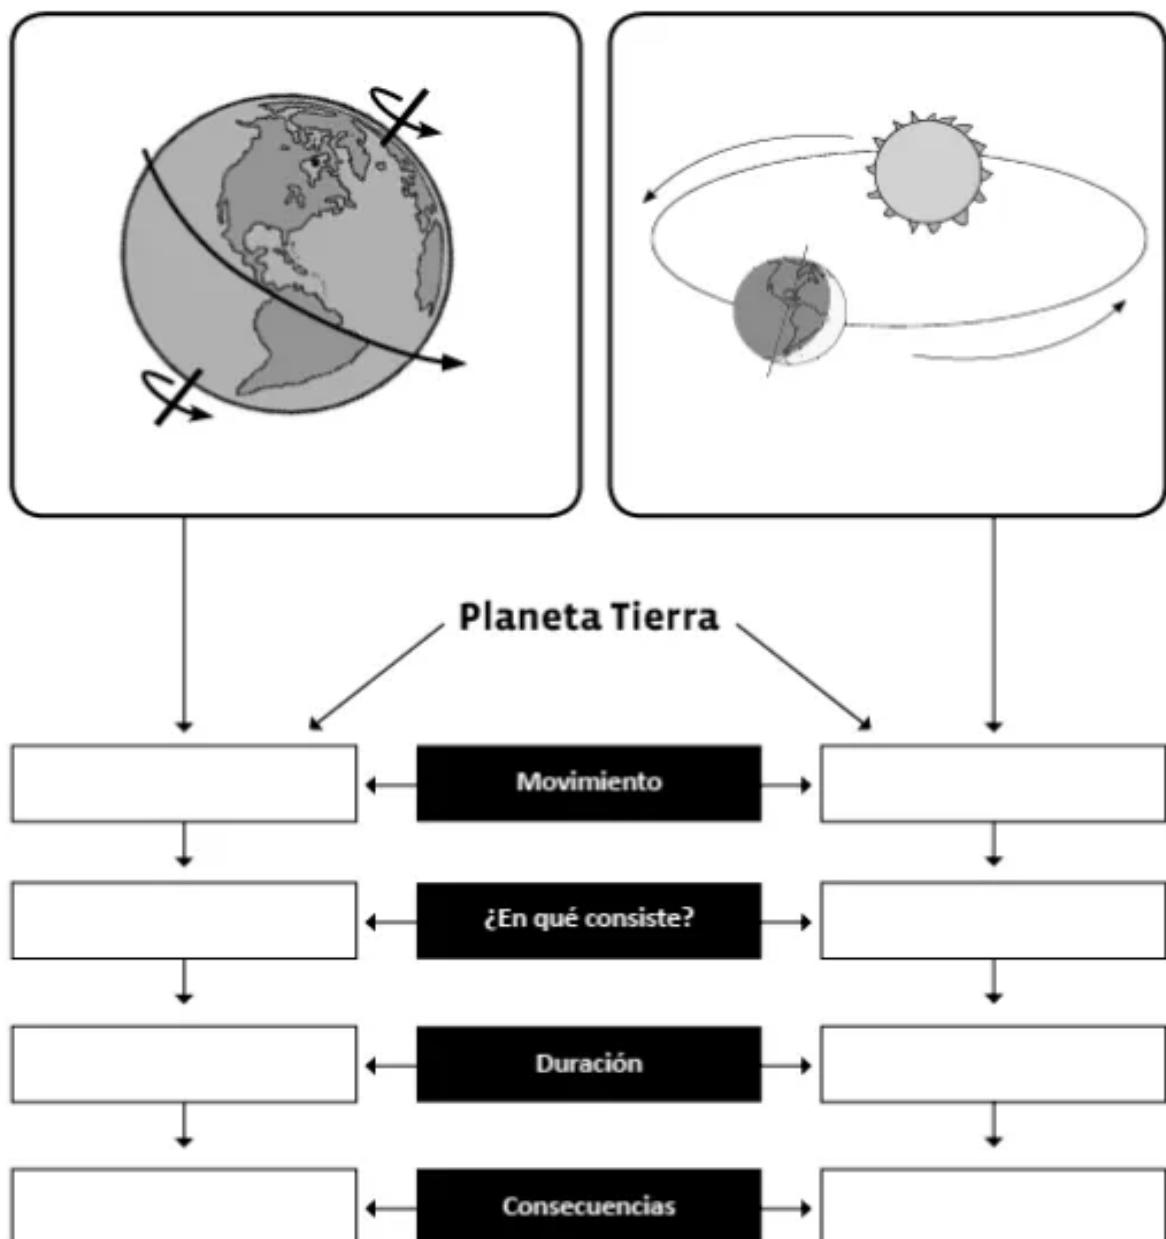 Planeta Tierra
Movimiento
¿En qué consiste?
Duración
Consecuencias